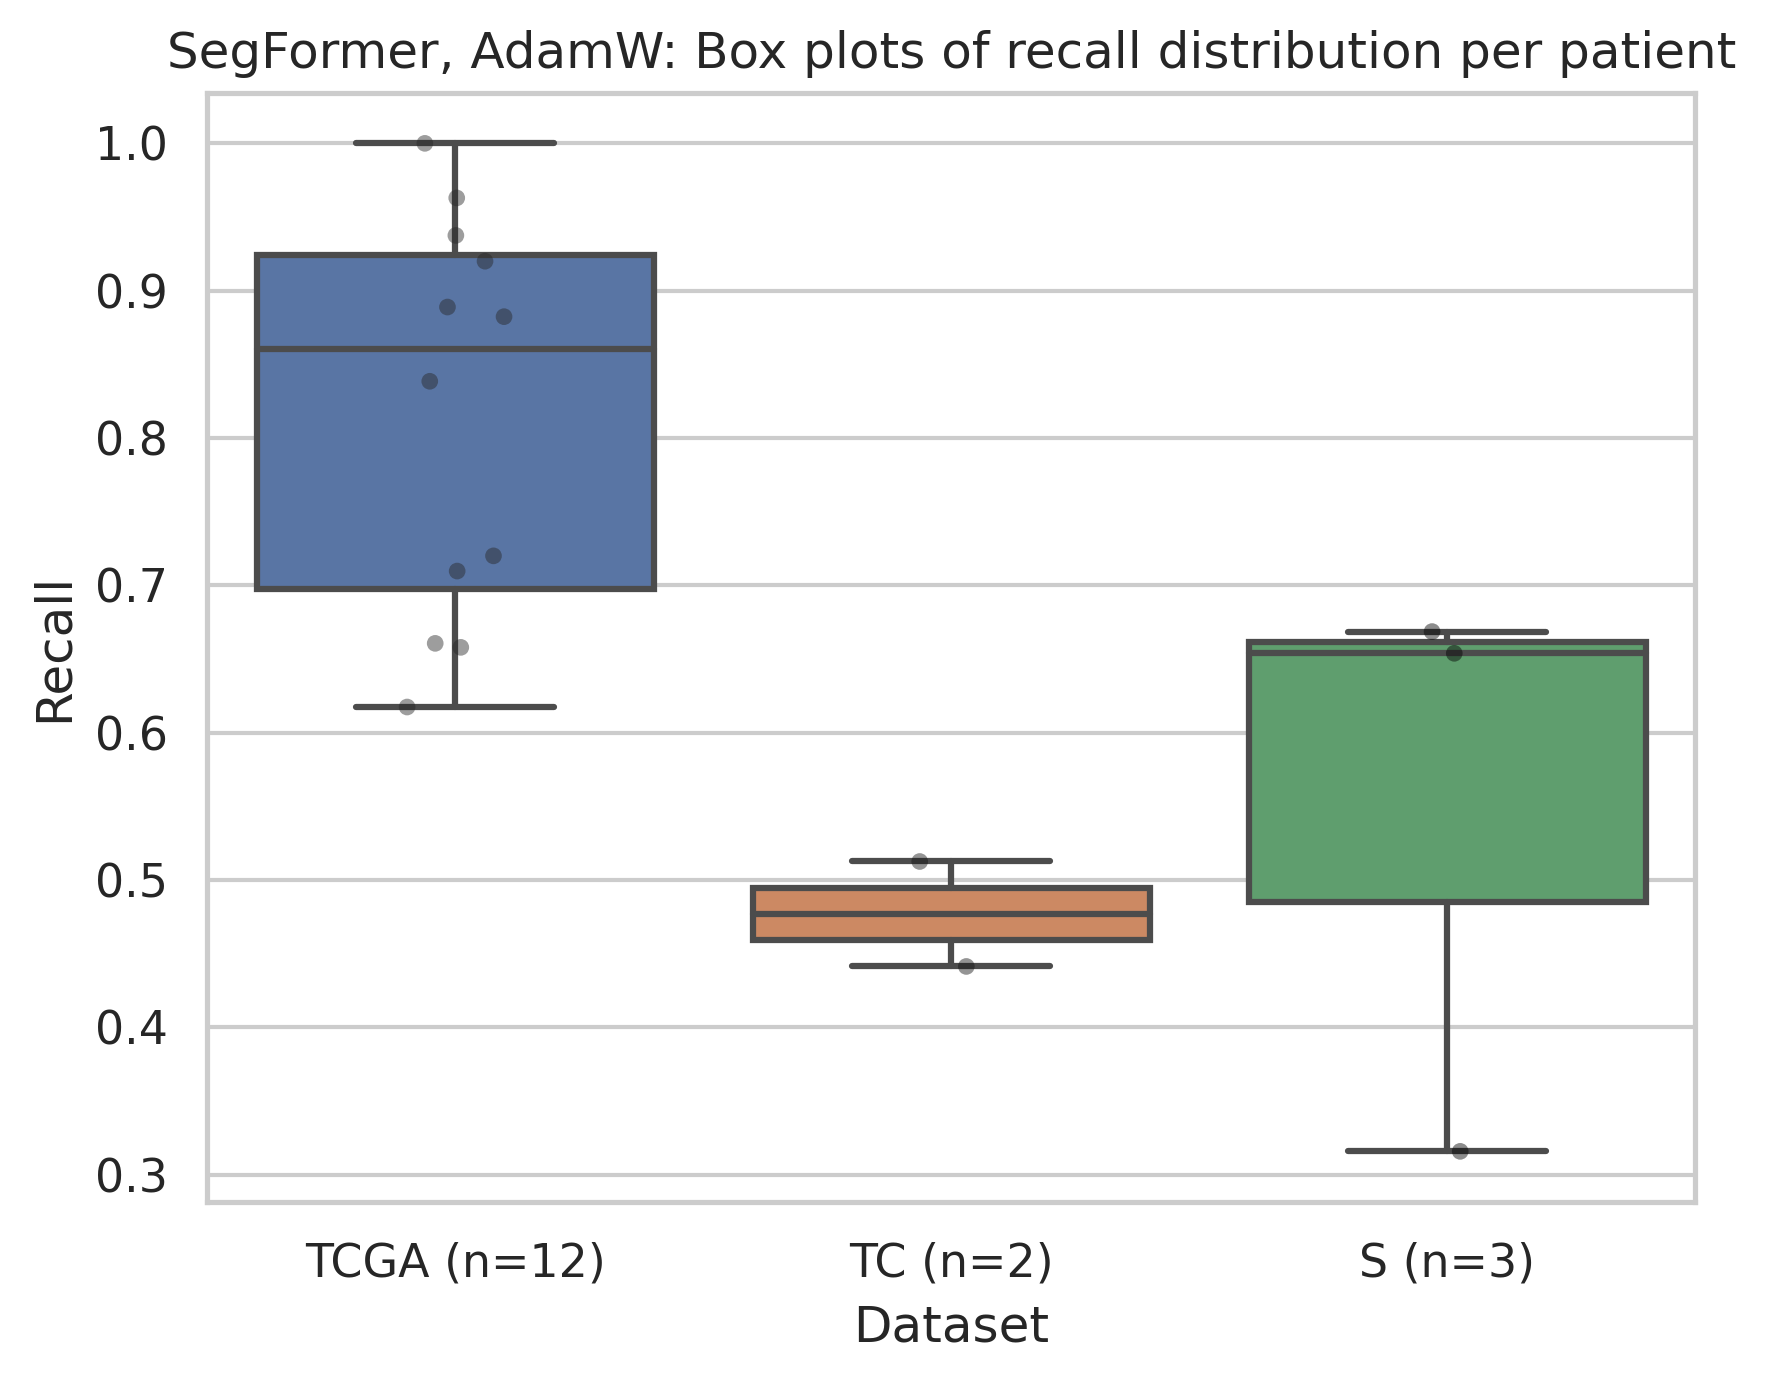 SegFormer, AdamW: Box plots of recall distribution per patient
1.0
0.9
0.8
0.7
0.6
0.5
0.4
0.3
Recall
TCGA (n=12)
TC (n=2)
S (n=3)
Dataset